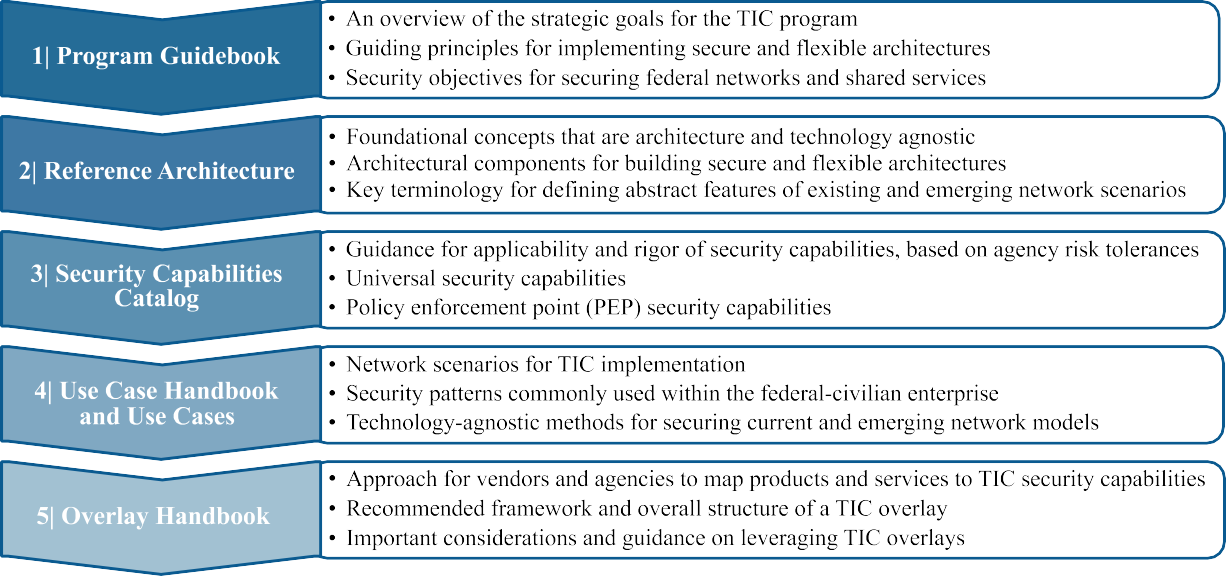 1| Program Guidebook
• An overview of the strategic goals for the TIC program
• Guiding principles for implementing secure and flexible architectures
• Security objectives for securing federal networks and shared services
2| Reference Architecture
• Foundational concepts that are architecture and technology agnostic
• Architectural components for building secure and flexible architectures
• Key terminology for defining abstract features of existing and emerging network scenarios
3| Security Capabilities
Catalog
• Guidance for applicability and rigor of security capabilities, based on agency risk tolerances
• Universal security capabilities
• Policy enforcement point (PEP) security capabilities
4| Use Case Handbook
and Use Cases
• Network scenarios for TIC implementation
• Security patterns commonly used within the federal-civilian enterprise
• Technology-agnostic methods for securing current and emerging network models
5| Overlay Handbook
• Approach for vendors and agencies to map products and services to TIC security capabilities
• Recommended framework and overall structure of a TIC overlay
• Important considerations and guidance on leveraging TIC overlays